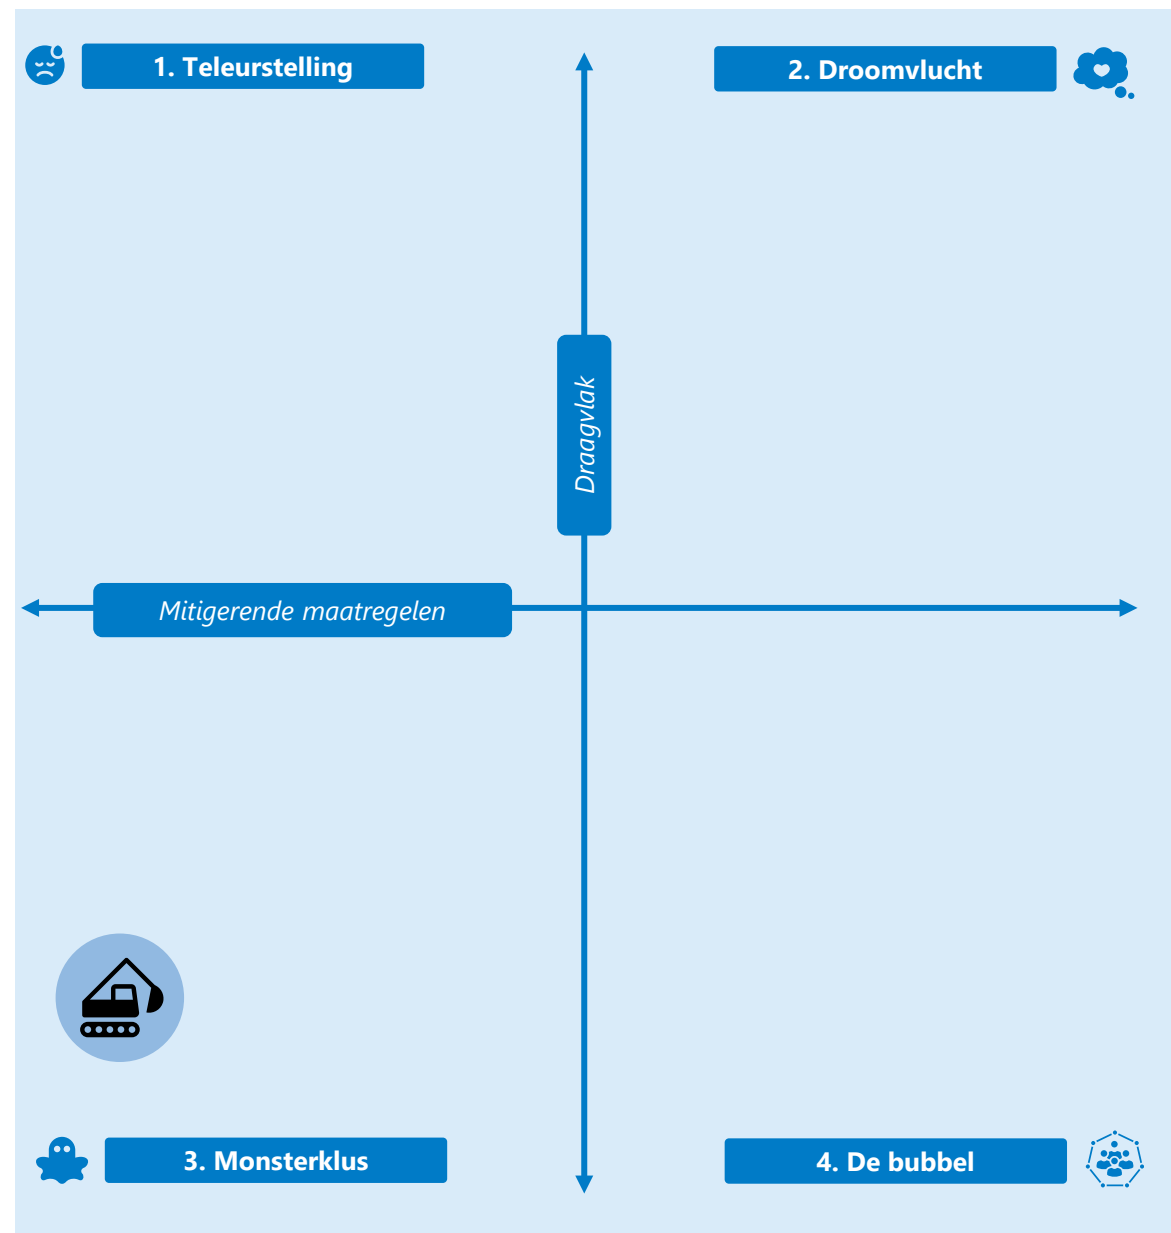 1. Teleurstelling
2. Droomvlucht
Draagvlak
Mitigerende maatregelen
3. Monsterklus
4. De bubbel